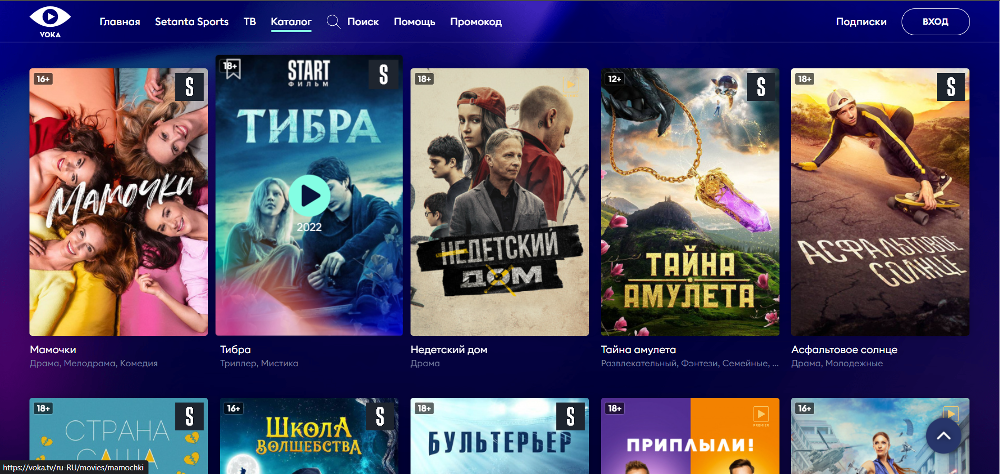 VOKA
Главная
Setanta Sports
ТВ
Каталог
Поиск
Помощь
Промокод
Подписки
ВХОД
16+
S
МАМОЧКИ
18+
START
ФИЛЬМ
S
ТИБРА
2022
18+
НЕДЕТСКИЙ
ДОМ
12+
S
ТАЙНА
АМУЛЕТА
18+
S
АСФАЛЬТОВОЕ
СОЛНЦЕ
Мамочки
Драма, Мелодрама, Комедия
Тибра
Триллер, Мистика
Недетский дом
Драма
Тайна амулета
Развлекательный, Фэнтези, Семейные, ...
Асфальтовое солнце
Драма, Молодежные
18+
S
СТРАНА
САША
16+
S
ШКОЛА
ВОЛШЕБСТВА
18+
S
БУЛЬТЕРЬЕР
18+
PREMIER
ПРИПЛЫЛИ!
16+
https://voka.tv/ru-RU/movies/mamochki